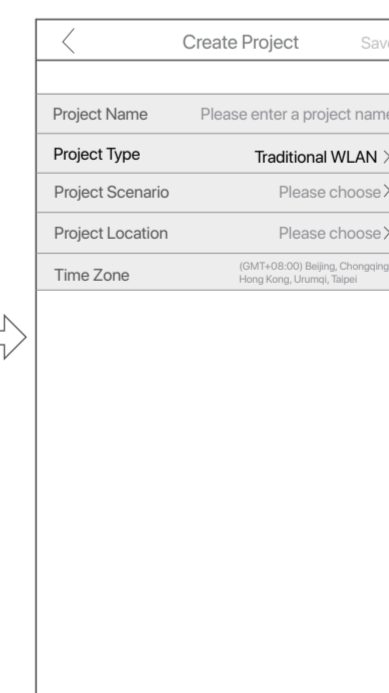 Create Project Save
Project Name Please enter a project name
Project Type Traditional WLAN
Project Scenario Please choose
Project Location Please choose
Time Zone (GMT+08:00) Beijing, Chongqing
Hong Kong, Urumqi, Taipei